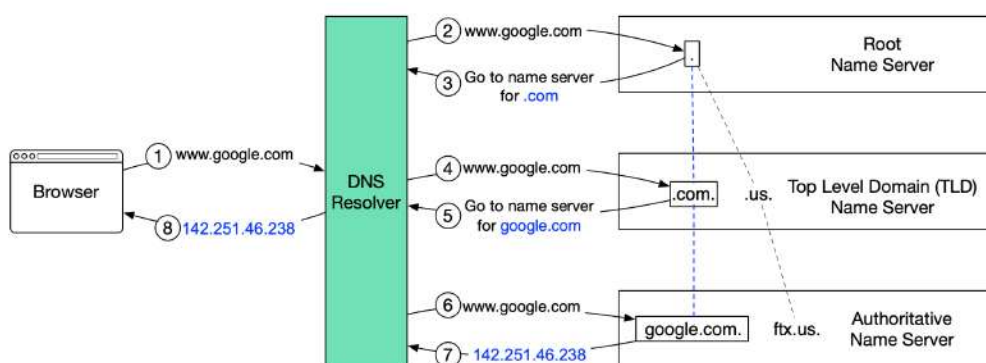 2 www.google.com
Root
Name Server
.
3 Go to name server
for .com
1 www.google.com
Browser
8 142.251.46.238
DNS
Resolver
4 www.google.com
.com.
.us.
Top Level Domain (TLD)
Name Server
5 Go to name server
for google.com
6 www.google.com
google.com.
ftx.us.
Authoritative
Name Server
7 142.251.46.238